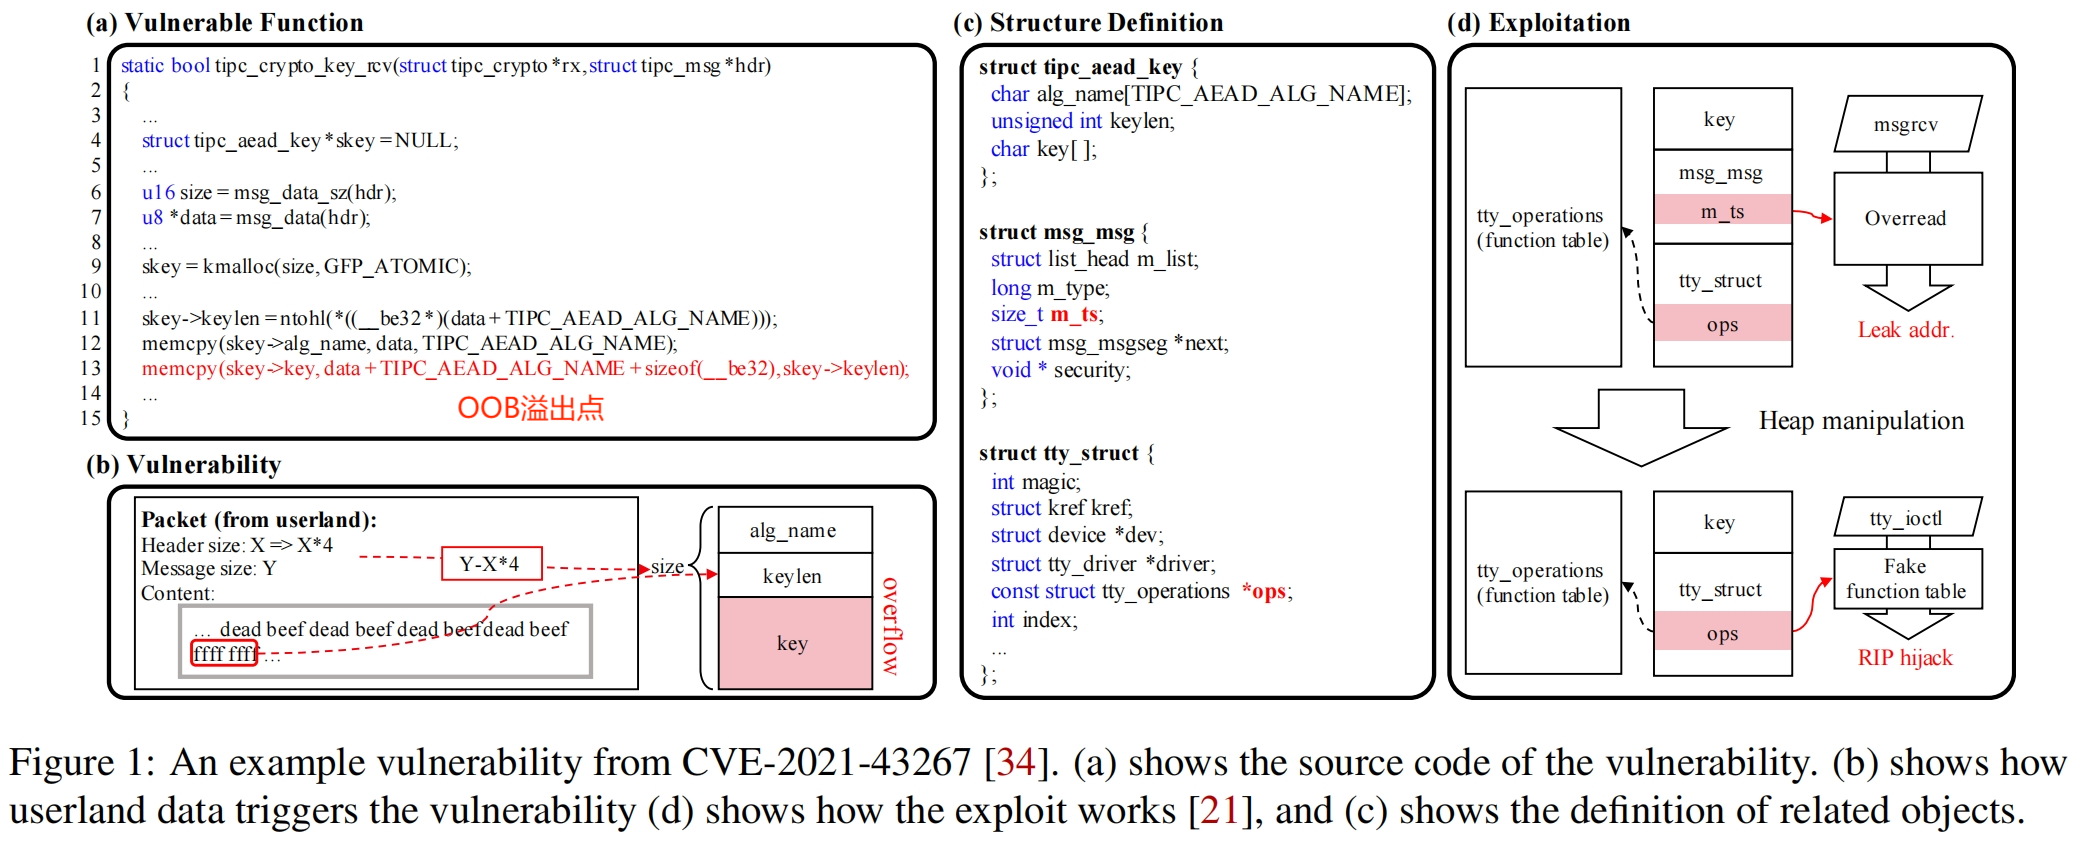 (a) Vulnerable Function
1 static bool tipc_crypto_key_rcv(struct tipc_crypto *rx,struct tipc_msg *hdr)
2 {
3 ...
4 struct tipc_aead_key *skey = NULL;
5 ...
6 u16 size = msg_data_sz(hdr);
7 u8 *data = msg_data(hdr);
8 ...
9 skey = kmalloc(size, GFP_ATOMIC);
10 ...
11 skey->keylen = ntohl(*((__be32*)(data + TIPC_AEAD_ALG_NAME)));
12 memcpy(skey->alg_name, data, TIPC_AEAD_ALG_NAME);
13 memcpy(skey->key, data + TIPC_AEAD_ALG_NAME + sizeof(__be32), skey->keylen);
14 ...
OOB溢出点
15 }
(b) Vulnerability
Packet (from userland):
Header size: X => X*4
Message size: Y
Content:
... dead beef dead beef dead beef dead beef
ffff ffff ...
Y-X*4
size
alg_name
keylen
key
overflow
(c) Structure Definition
struct tipc_aead_key {
char alg_name[TIPC_AEAD_ALG_NAME];
unsigned int keylen;
char key[ ];
};
struct msg_msg {
struct list_head m_list;
long m_type;
size_t m_ts;
struct msg_msgseg *next;
void * security;
};
struct tty_struct {
int magic;
struct kref kref;
struct device *dev;
struct tty_driver *driver;
const struct tty_operations *ops;
int index;
...
};
(d) Exploitation
tty_operations
(function table)
key
msg_msg
m_ts
tty_struct
ops
msgrcv
Overread
Leak addr.
Heap manipulation
tty_operations
(function table)
key
tty_struct
ops
tty_ioctl
Fake
function table
RIP hijack
Figure 1: An example vulnerability from CVE-2021-43267 [34]. (a) shows the source code of the vulnerability. (b) shows how
userland data triggers the vulnerability (d) shows how the exploit works [21], and (c) shows the definition of related objects.